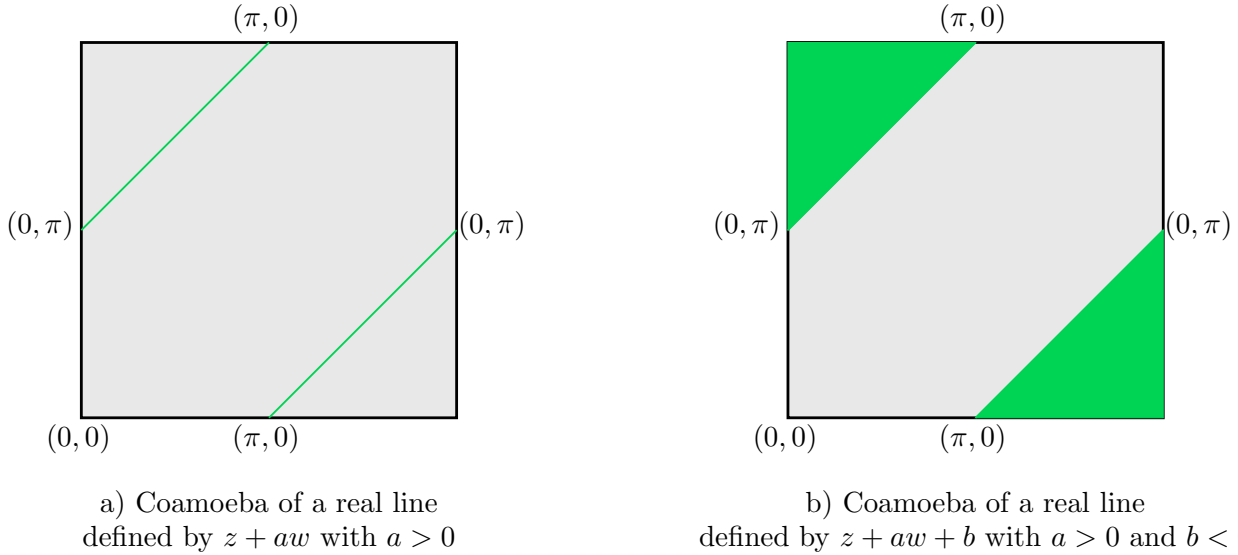 (π, 0)
(0, π)
(0, π)
(0, 0)
(π, 0)
a) Coamoeba of a real line
defined by z + aw with a > 0
(π, 0)
(0, π)
(0, π)
(0, 0)
(π, 0)
b) Coamoeba of a real line
defined by z + aw + b with a > 0 and b <